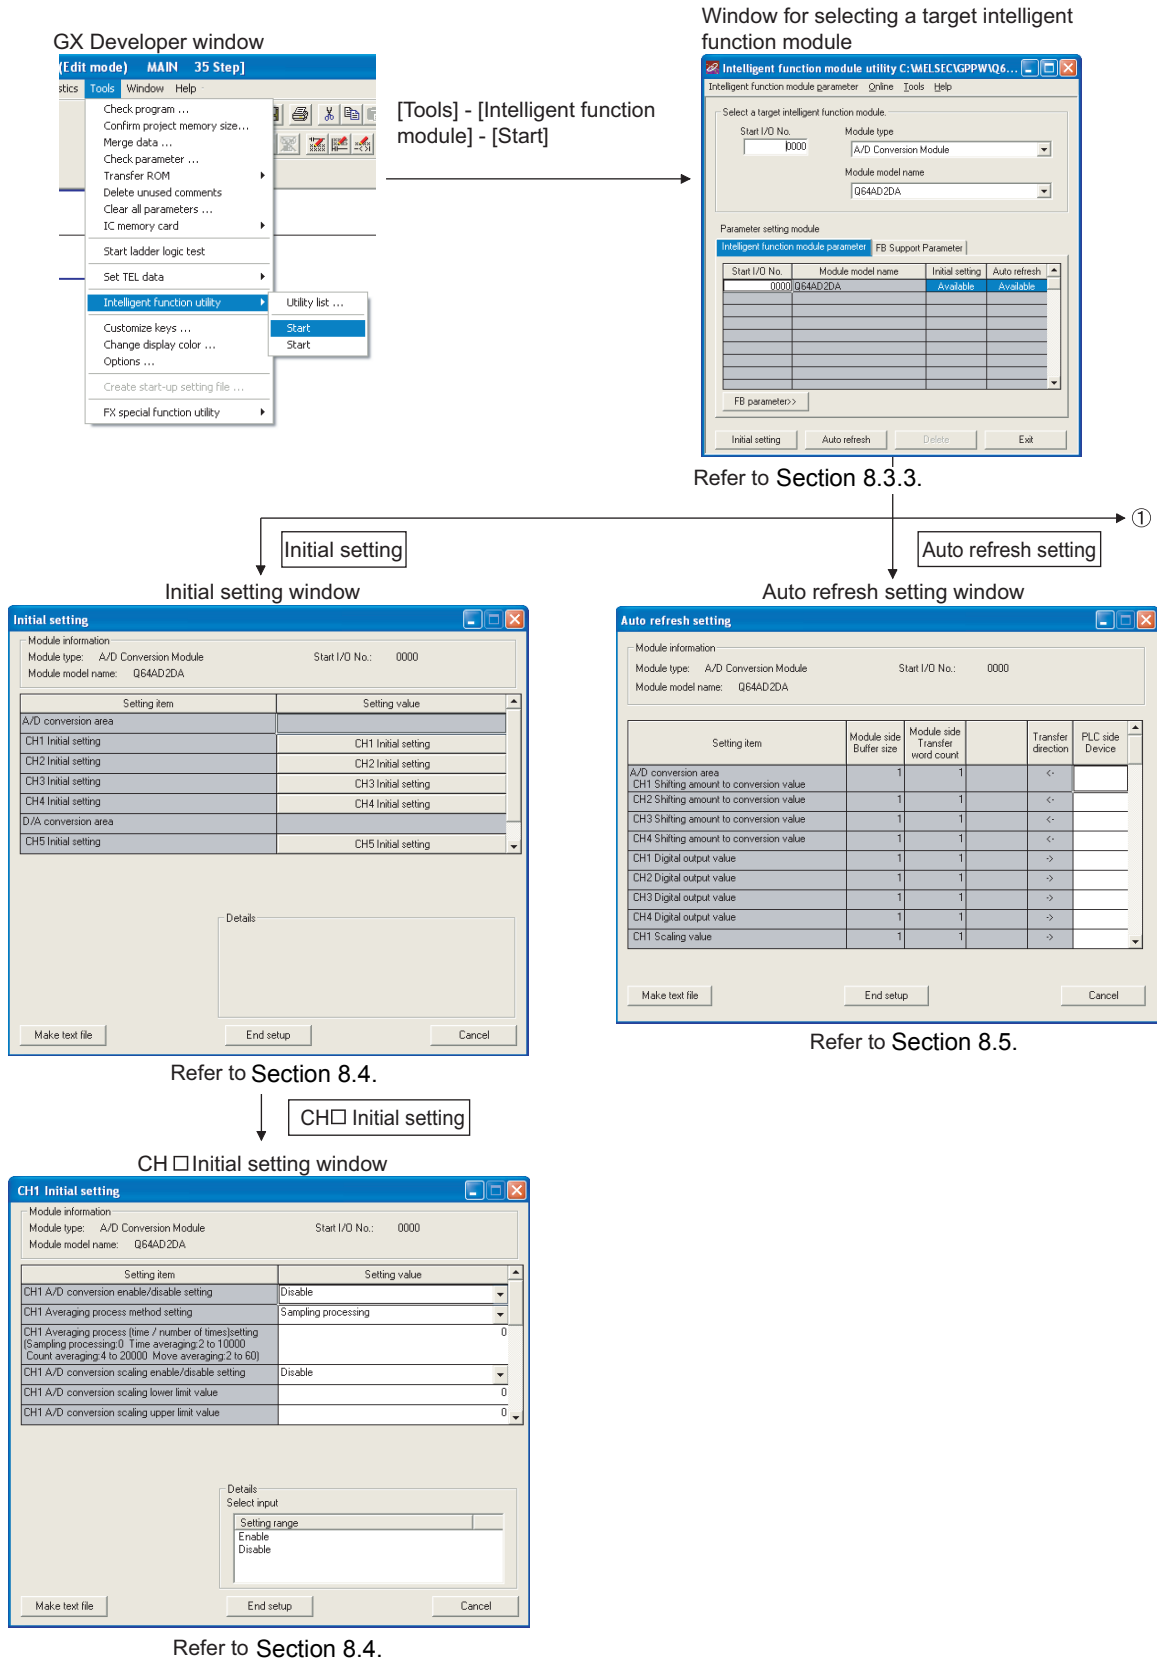 Window for selecting a target intelligent
function module
GX Developer window
(Edit mode) MAIN 35 Step]
stics Tools Window Help
Check program ...
Confirm project memory size...
Merge data ...
Check parameter ...
Transfer ROM
Delete unused comments
Clear all parameters ...
IC memory card
Start ladder logic test
Set TEL data
Intelligent function utility
Utility list ...
Start
Start
Customize keys ...
Change display color ...
Options ...
Create start-up setting file ...
FX special function utility
[Tools] - [Intelligent function
module] - [Start]
Intelligent function module utility C:\MELSEC\GPPW\Q6...
Intelligent function module parameter Online Tools Help
Select a target intelligent function module.
Start I/O No. Module type
0000 A/D Conversion Module
Module model name
Q64AD2DA
Parameter setting module
Intelligent function module parameter FB Support Parameter
Start I/O No. Module model name Initial setting Auto refresh
0000 Q64AD2DA Available Available
FB parameter>>
Initial setting Auto refresh Delete Exit
Refer to Section 8.3.3.
①
Initial setting
Auto refresh setting
Initial setting window
Initial setting
Module information
Module type: A/D Conversion Module Start I/O No.: 0000
Module model name: Q64AD2DA
Setting item Setting value
A/D conversion area
CH1 Initial setting CH1 Initial setting
CH2 Initial setting CH2 Initial setting
CH3 Initial setting CH3 Initial setting
CH4 Initial setting CH4 Initial setting
D/A conversion area
CH5 Initial setting CH5 Initial setting
Details
Make text file End setup Cancel
Refer to Section 8.4.
Auto refresh setting window
Auto refresh setting
Module information
Module type: A/D Conversion Module Start I/O No.: 0000
Module model name: Q64AD2DA
Setting item Module side Buffer size Module side Transfer word count Transfer direction PLC side Device
A/D conversion area
CH1 Shifting amount to conversion value 1 1 <-
CH2 Shifting amount to conversion value 1 1 <-
CH3 Shifting amount to conversion value 1 1 <-
CH4 Shifting amount to conversion value 1 1 <-
CH1 Digital output value 1 1 ->
CH2 Digital output value 1 1 ->
CH3 Digital output value 1 1 ->
CH4 Digital output value 1 1 ->
CH1 Scaling value 1 1 ->
Make text file End setup Cancel
Refer to Section 8.5.
CH□ Initial setting
CH □Initial setting window
CH1 Initial setting
Module information
Module type: A/D Conversion Module Start I/O No.: 0000
Module model name: Q64AD2DA
Setting item Setting value
CH1 A/D conversion enable/disable setting Disable
CH1 Averaging process method setting Sampling processing
CH1 Averaging process (time / number of times)setting 0
(Sampling processing:0 Time averaging:2 to 10000
Count averaging:4 to 20000 Move averaging:2 to 60)
CH1 A/D conversion scaling enable/disable setting Disable
CH1 A/D conversion scaling lower limit value 0
CH1 A/D conversion scaling upper limit value 0
Details
Select input
Setting range
Enable
Disable
Make text file End setup Cancel
Refer to Section 8.4.